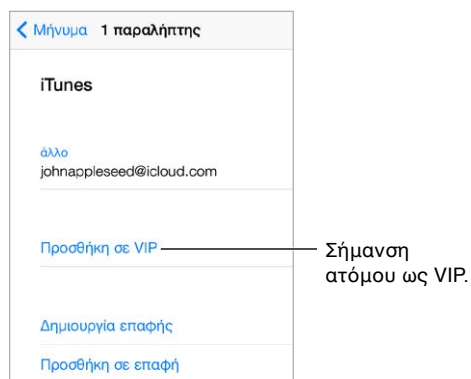 Μήνυμα 1 παραλήπτης
iTunes
άλλο
johnappleseed@icloud.com
Προσθήκη σε VIP
Σήμανση
ατόμου ως VIP.
Δημιουργία επαφής
Προσθήκη σε επαφή